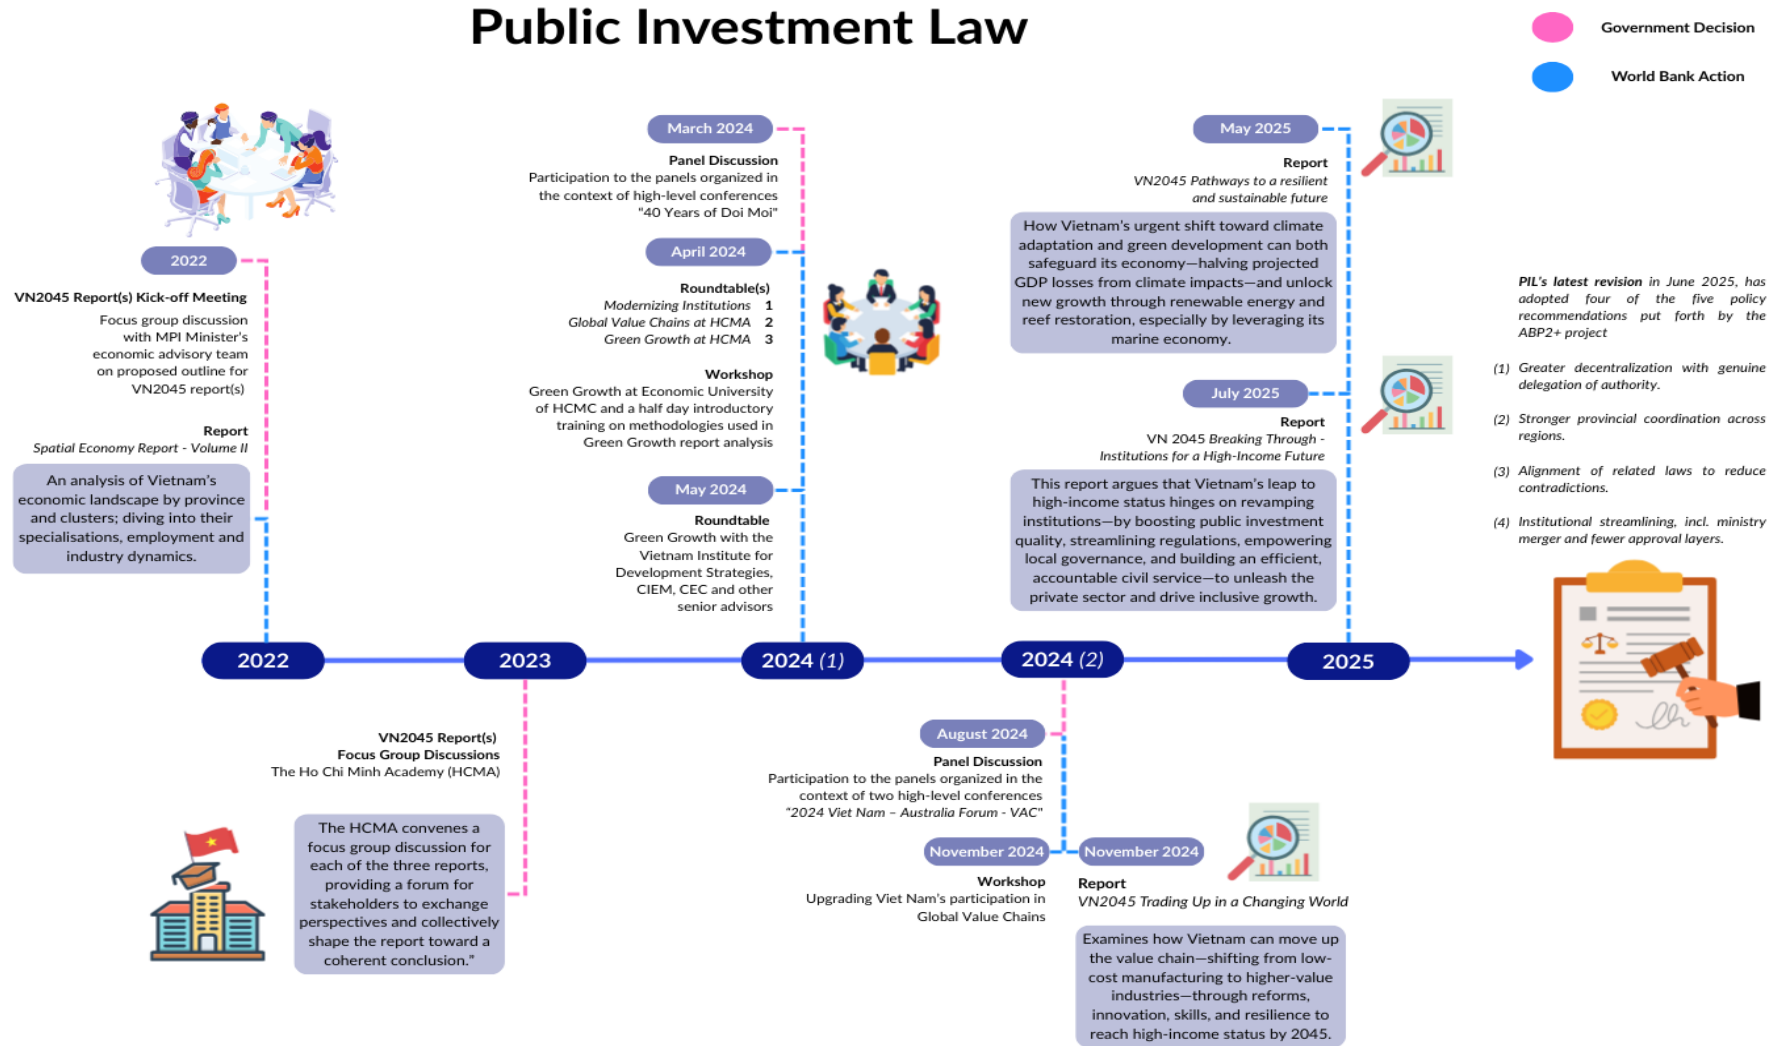 Public Investment Law
Government Decision
World Bank Action
2022
VN2045 Report(s) Kick-off Meeting
Focus group discussion
with MPI Minister's
economic advisory team
on proposed outline for
VN2045 report(s)
Report
Spatial Economy Report - Volume II
An analysis of Vietnam's
economic landscape by province
and clusters; diving into their
specialisations, employment and
industry dynamics.
March 2024
Panel Discussion
Participation to the panels organized in
the context of high-level conferences
"40 Years of Doi Moi"
April 2024
Roundtable(s)
Modernizing Institutions 1
Global Value Chains at HCMA 2
Green Growth at HCMA 3
Workshop
Green Growth at Economic University
of HCMC and a half day introductory
training on methodologies used in
Green Growth report analysis
May 2024
Roundtable
Green Growth with the
Vietnam Institute for
Development Strategies,
CIEM, CEC and other
senior advisors
May 2025
Report
VN2045 Pathways to a resilient
and sustainable future
How Vietnam's urgent shift toward climate
adaptation and green development can both
safeguard its economy—halving projected
GDP losses from climate impacts—and unlock
new growth through renewable energy and
reef restoration, especially by leveraging its
marine economy.
July 2025
Report
VN 2045 Breaking Through -
Institutions for a High-Income Future
This report argues that Vietnam's leap to
high-income status hinges on revamping
institutions—by boosting public investment
quality, streamlining regulations, empowering
local governance, and building an efficient,
accountable civil service—to unleash the
private sector and drive inclusive growth.
PIL's latest revision in June 2025, has
adopted four of the five policy
recommendations put forth by the
ABP2+ project
(1) Greater decentralization with genuine
delegation of authority.
(2) Stronger provincial coordination across
regions.
(3) Alignment of related laws to reduce
contradictions.
(4) Institutional streamlining, incl. ministry
merger and fewer approval layers.
2022
2023
2024 (1)
2024 (2)
2025
VN2045 Report(s)
Focus Group Discussions
The Ho Chi Minh Academy (HCMA)
The HCMA convenes a
focus group discussion for
each of the three reports,
providing a forum for
stakeholders to exchange
perspectives and collectively
shape the report toward a
coherent conclusion."
August 2024
Panel Discussion
Participation to the panels organized in the
context of two high-level conferences
"2024 Viet Nam – Australia Forum - VAC"
November 2024
Workshop
Upgrading Viet Nam's participation in
Global Value Chains
November 2024
Report
VN2045 Trading Up in a Changing World
Examines how Vietnam can move up
the value chain—shifting from low-
cost manufacturing to higher-value
industries—through reforms,
innovation, skills, and resilience to
reach high-income status by 2045.